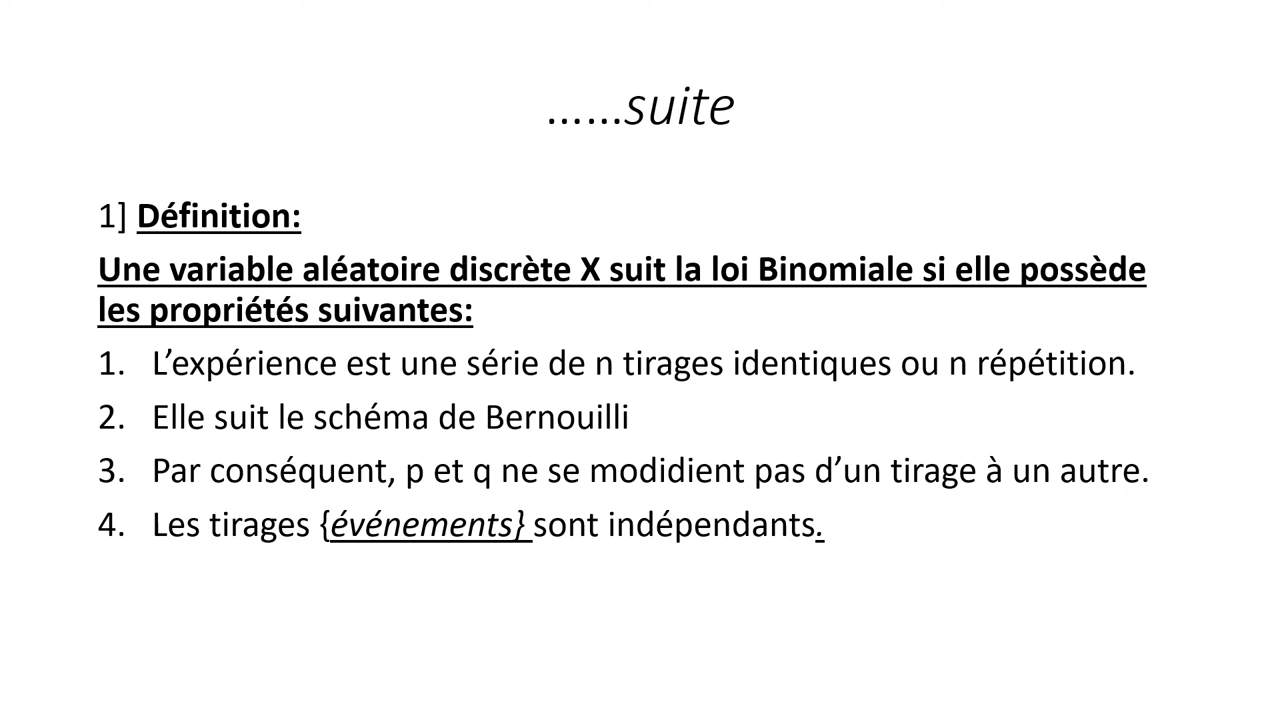 ......suite
1] Définition:
Une variable aléatoire discrète X suit la loi Binomiale si elle possède
les propriétés suivantes:
1. L’expérience est une série de n tirages identiques ou n répétition.
2. Elle suit le schéma de Bernouilli
3. Par conséquent, p et q ne se modidient pas d’un tirage à un autre.
4. Les tirages {événements} sont indépendants.